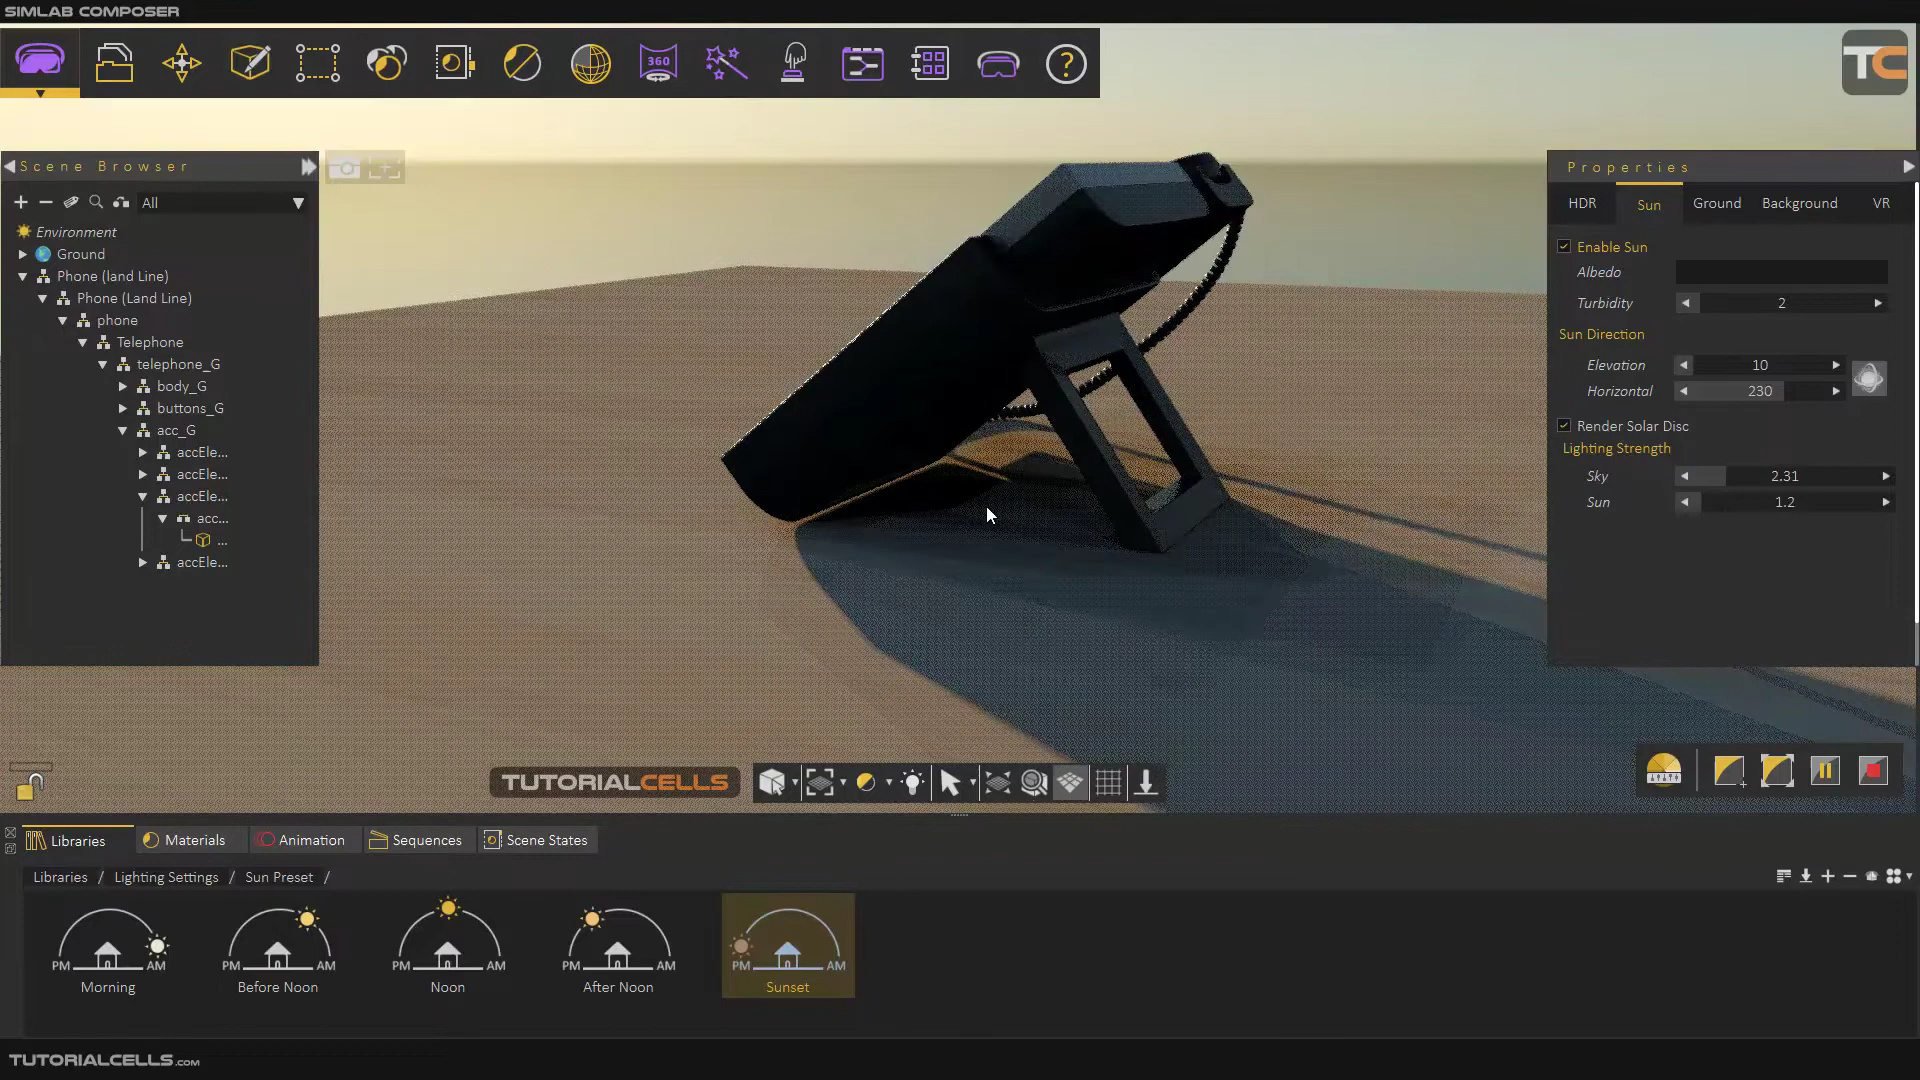 SIMLAB COMPOSER
360
?
TC
Scene Browser
All
Environment
Ground
Phone (land Line)
Phone (Land Line)
phone
Telephone
telephone_G
body_G
buttons_G
acc_G
accEle...
accEle...
accEle...
acc...
...
accEle...
Properties
HDR Sun Ground Background VR
Enable Sun
Albedo
Turbidity 2
Sun Direction
Elevation 10
Horizontal 230
Render Solar Disc
Lighting Strength
Sky 2.31
Sun 1.2
TUTORIALCELLS
Libraries Materials Animation Sequences Scene States
Libraries / Lighting Settings / Sun Preset /
PM AM PM AM PM AM PM AM PM AM
Morning Before Noon Noon After Noon Sunset
TUTORIALCELLS.COM